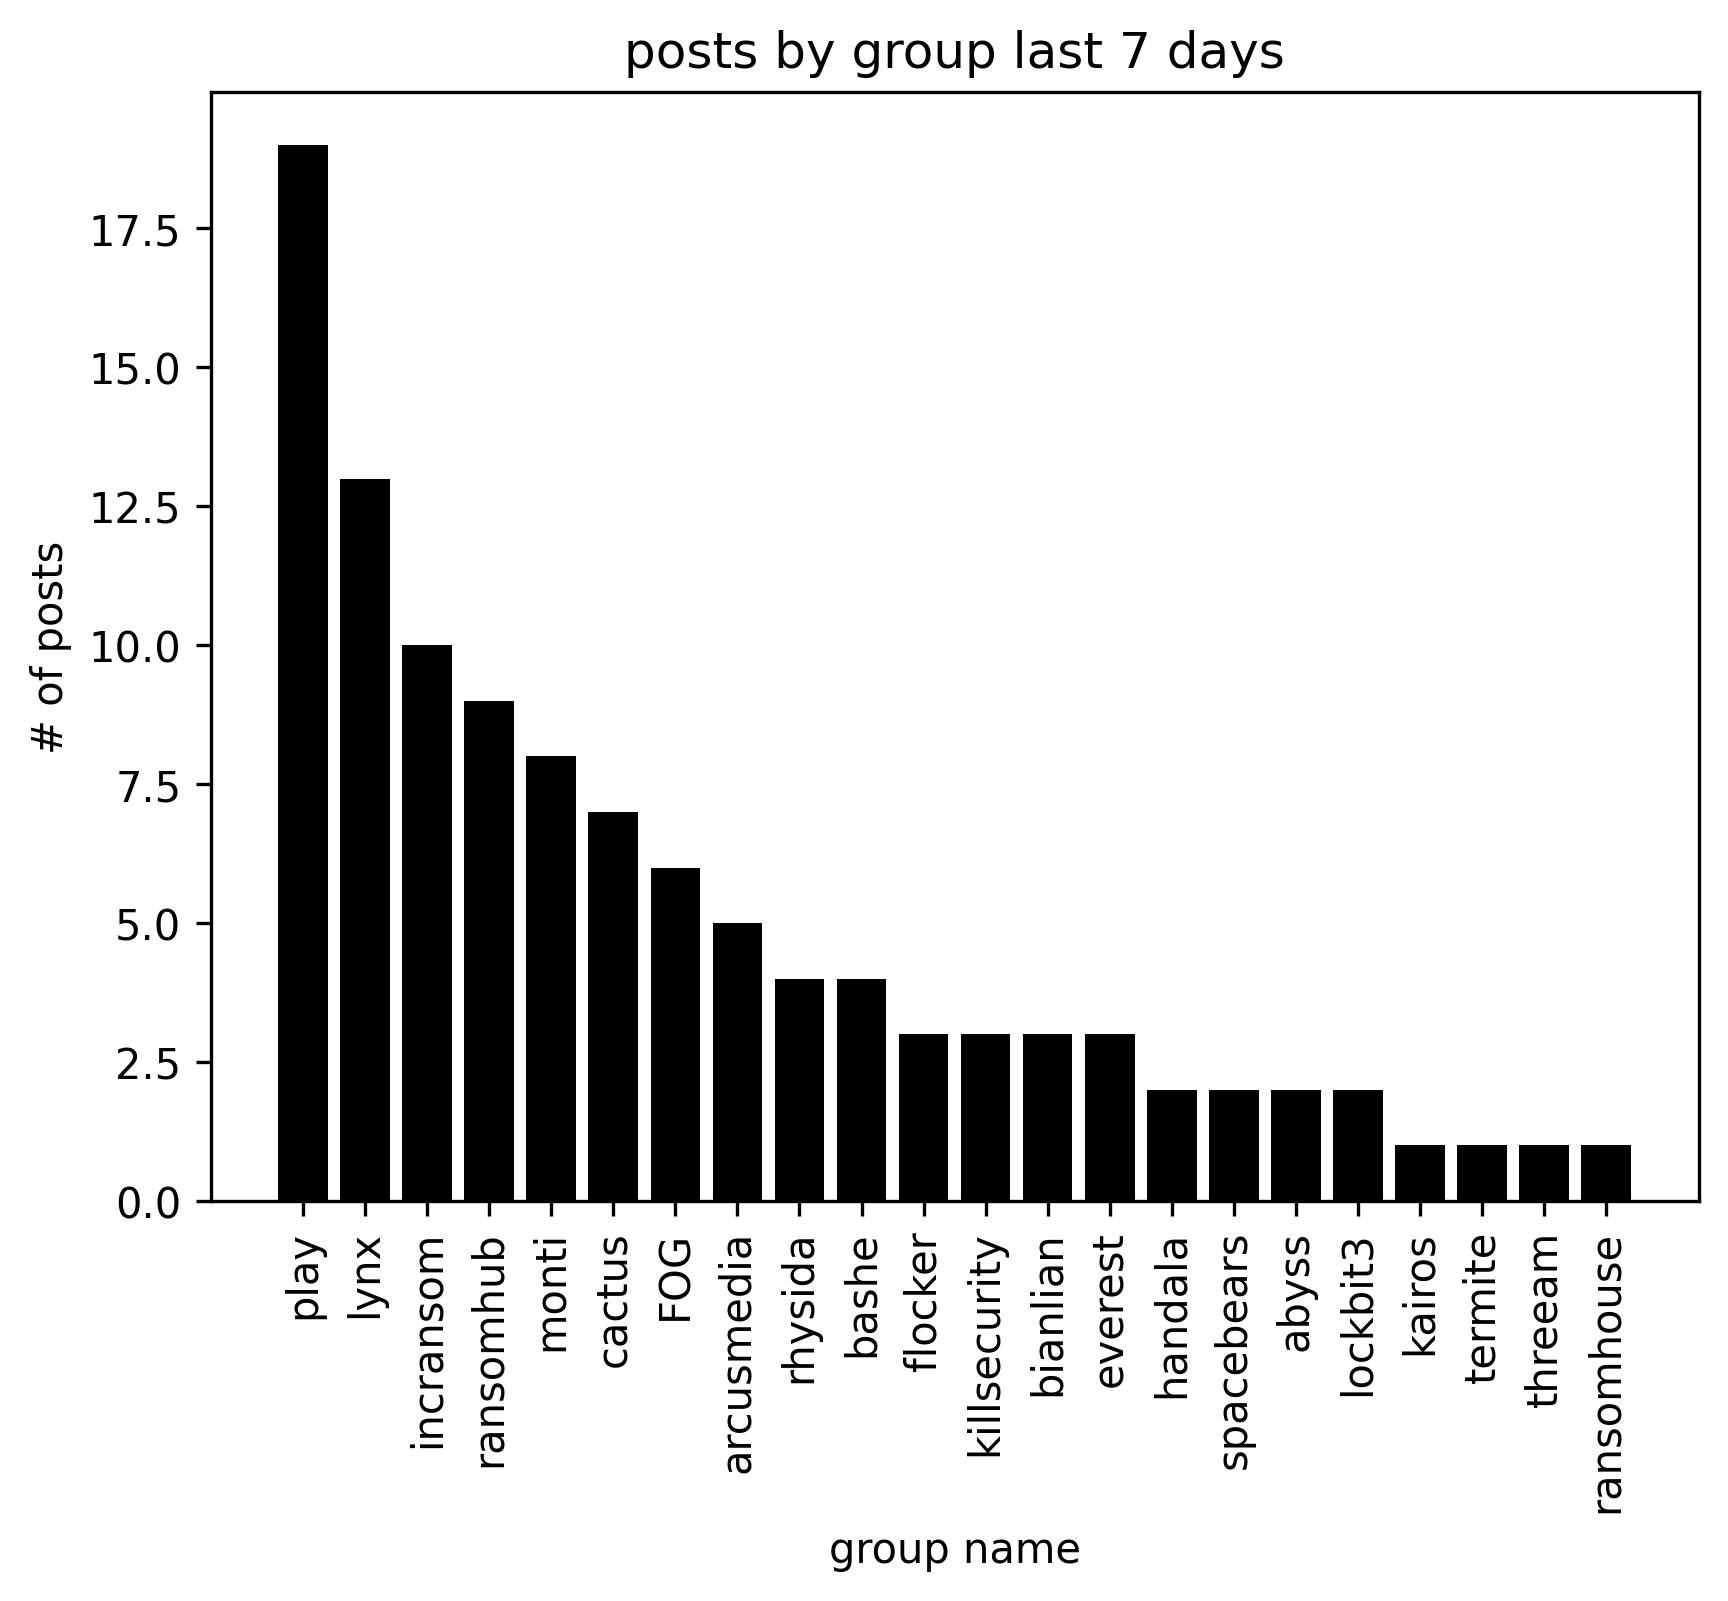 posts by group last 7 days
# of posts
17.5
15.0
12.5
10.0
7.5
5.0
2.5
0.0
play
lynx
incransom
ransomhub
monti
cactus
FOG
arcusmedia
rhysida
bashe
flocker
killsecurity
bianlian
everest
handala
spacebears
abyss
lockbit3
kairos
termite
threeam
ransomhouse
group name